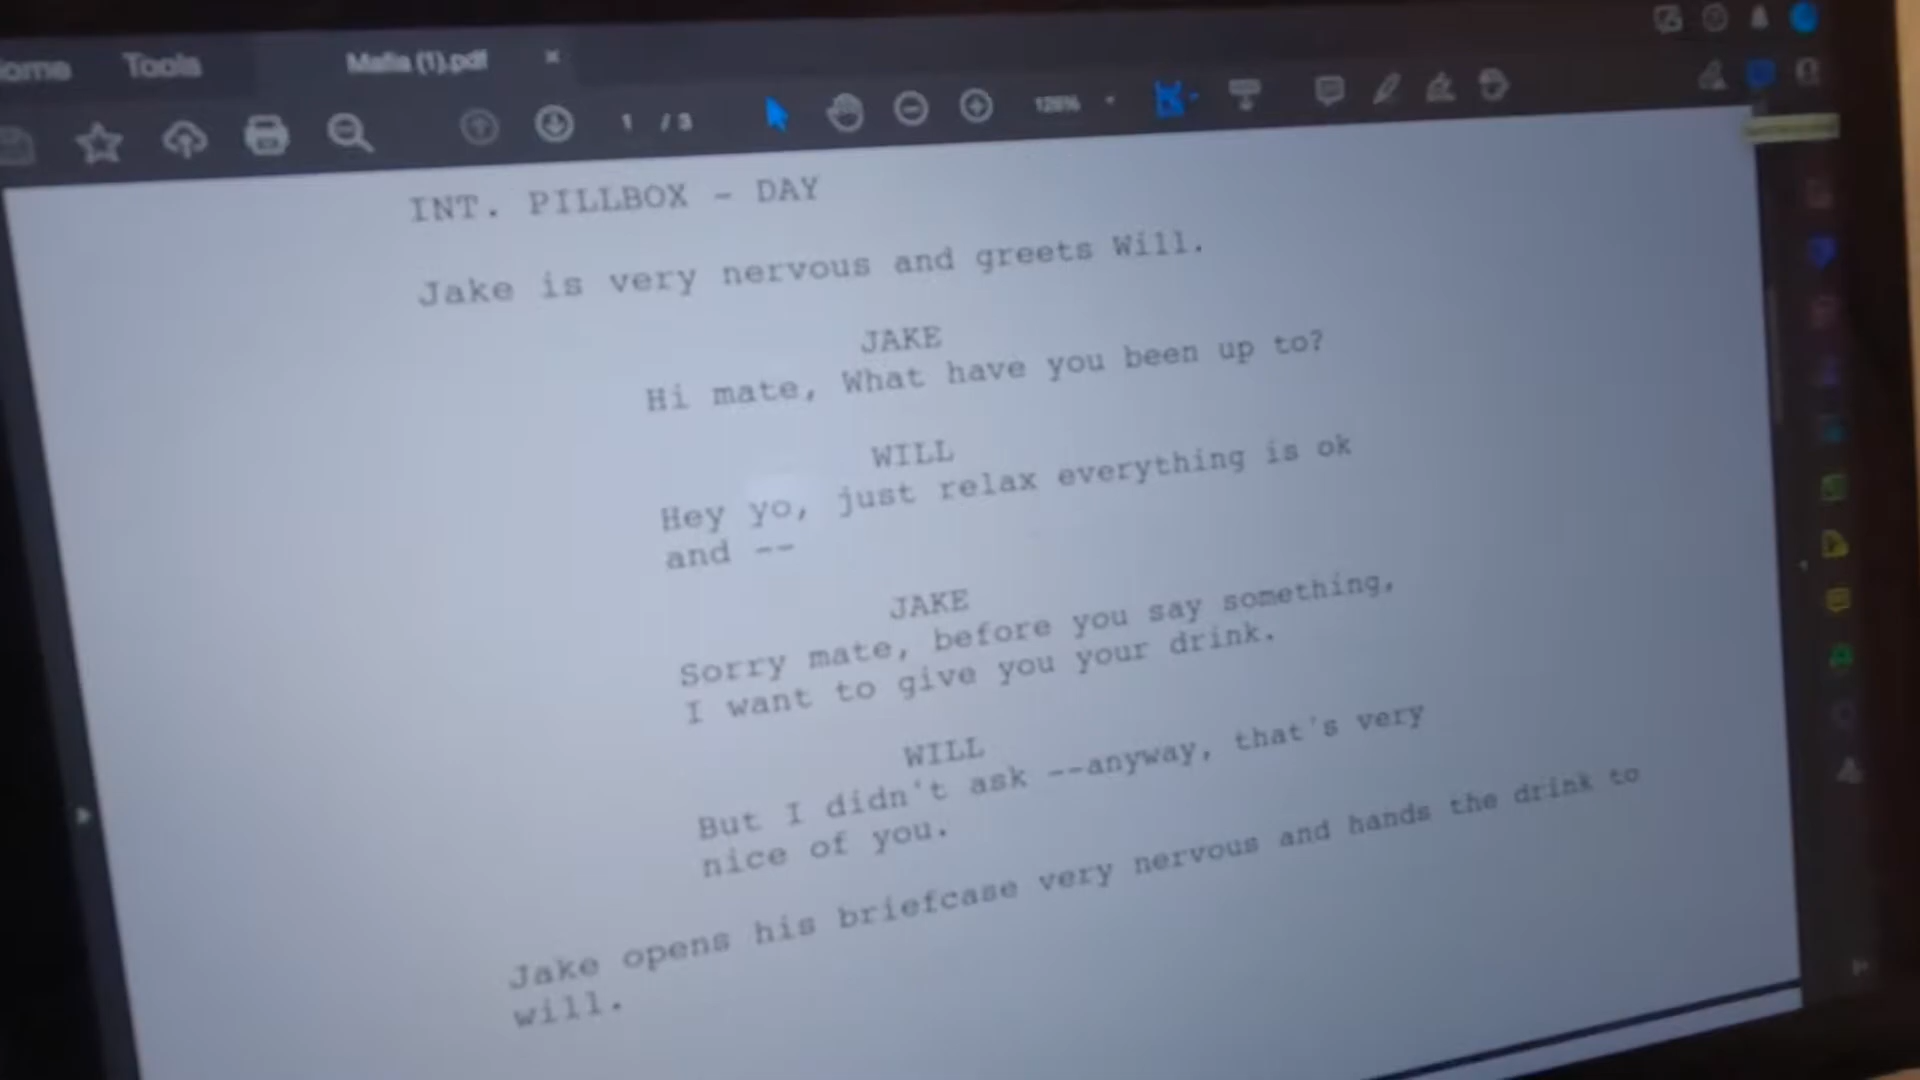 ome
Tools
Mafia (1).pdf
1 / 3
126%
INT. PILLBOX - DAY
Jake is very nervous and greets Will.
JAKE
Hi mate, What have you been up to?
WILL
Hey yo, just relax everything is ok
and --
JAKE
Sorry mate, before you say something,
I want to give you your drink.
WILL
But I didn't ask --anyway, that's very
nice of you.
Jake opens his briefcase very nervous and hands the drink to
will.